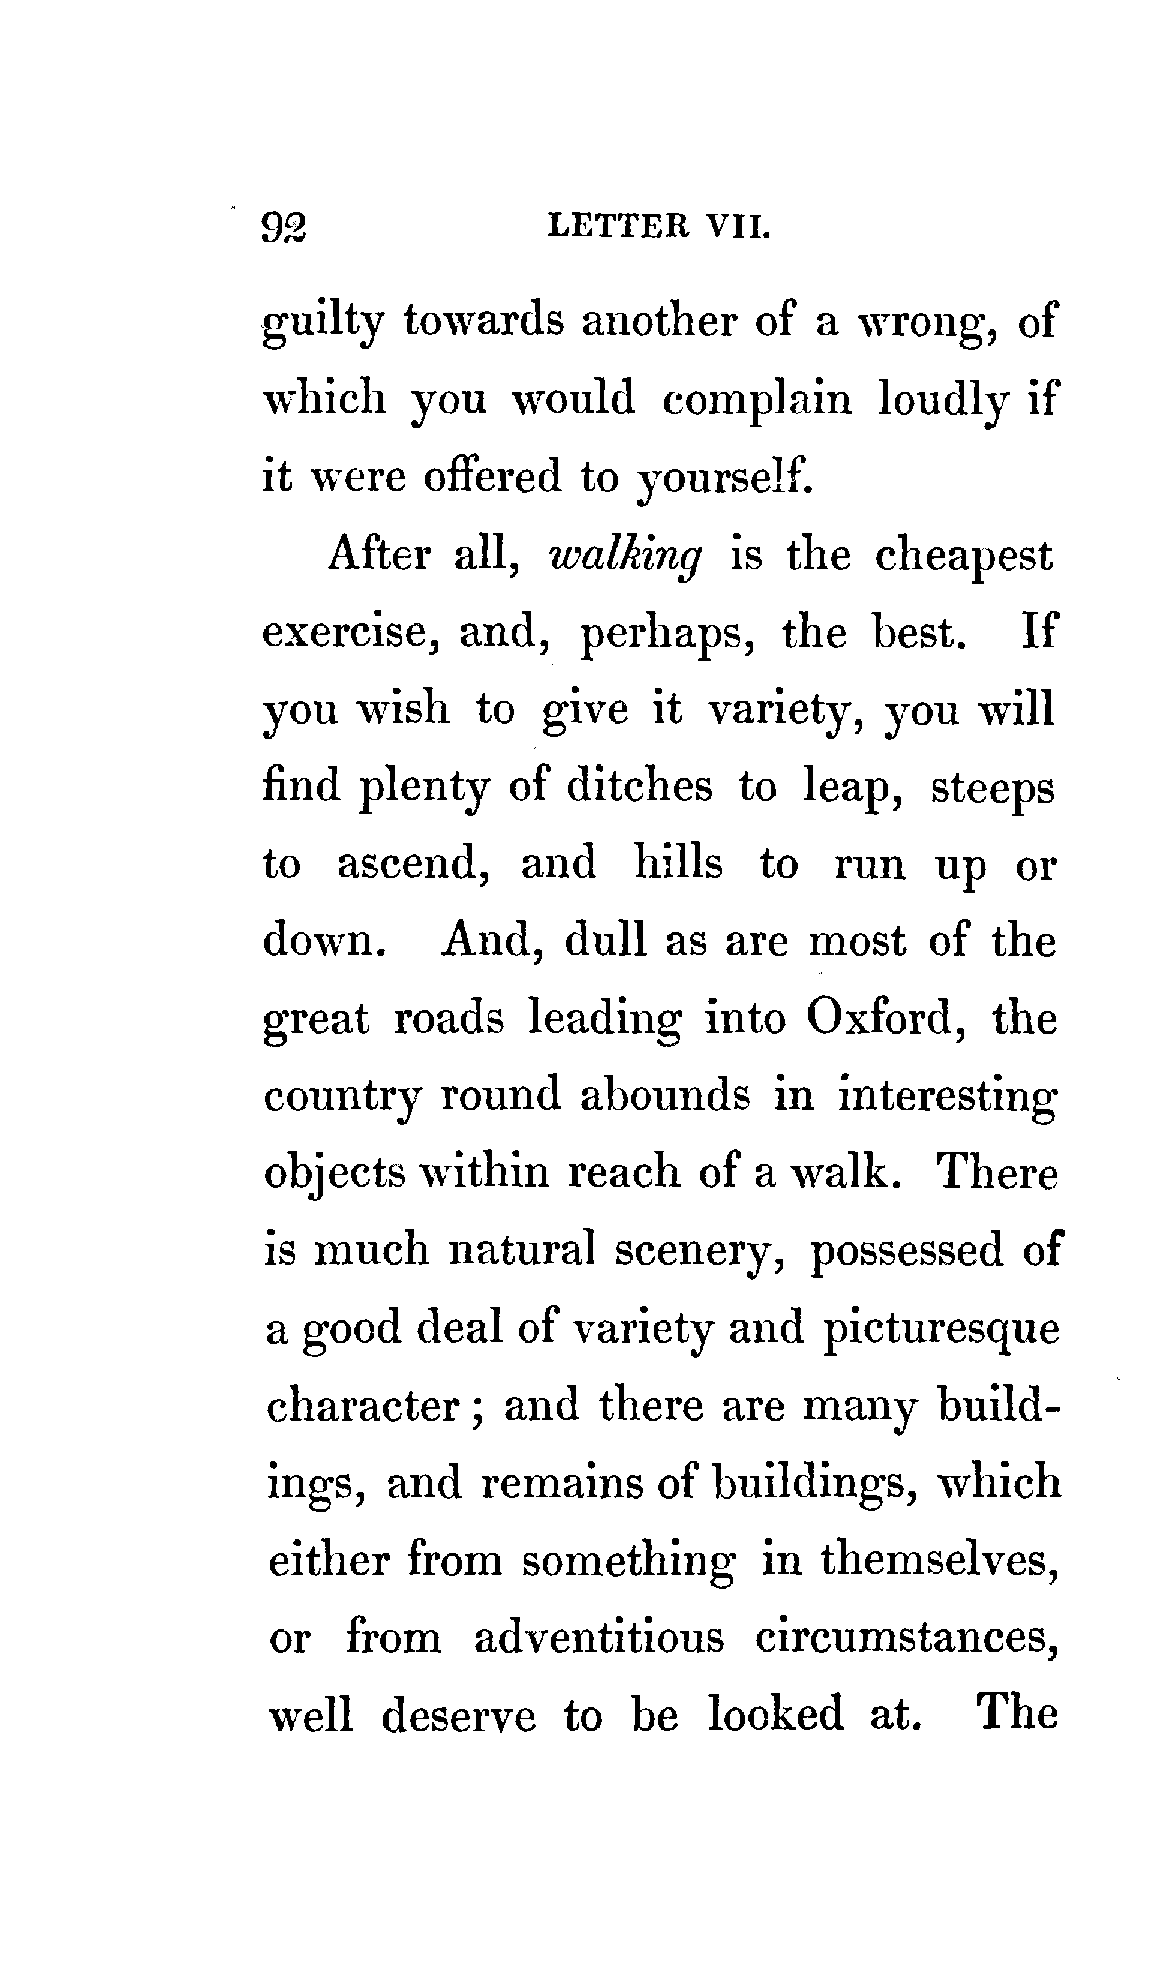 92 LETTER VII.
guilty towards another of a wrong, of
which you would complain loudly if
it were offered to yourself.
After all, walking is the cheapest
exercise, and, perhaps, the best. If
you wish to give it variety, you will
find plenty of ditches to leap, steeps
to ascend, and hills to run up or
down. And, dull as are most of the
great roads leading into Oxford, the
country round abounds in interesting
objects within reach of a walk. There
is much natural scenery, possessed of
a good deal of variety and picturesque
character ; and there are many build-
ings, and remains of buildings, which
either from something in themselves,
or from adventitious circumstances,
well deserve to be looked at. The